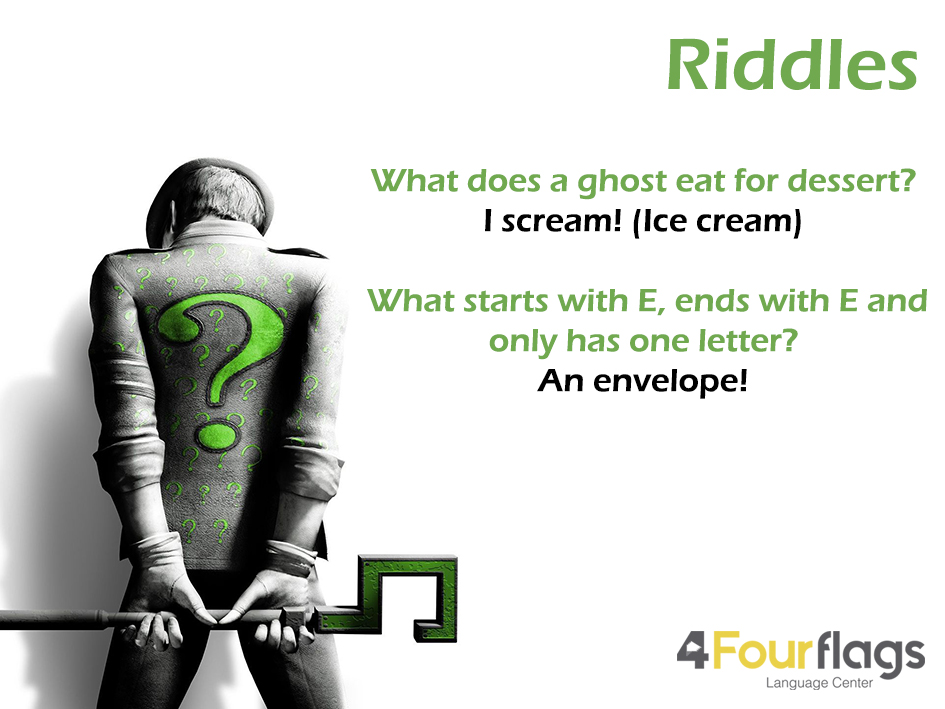 Riddles
What does a ghost eat for dessert?
I scream! (Ice cream)
What starts with E, ends with E and
only has one letter?
An envelope!
4Fourflags
Language Center